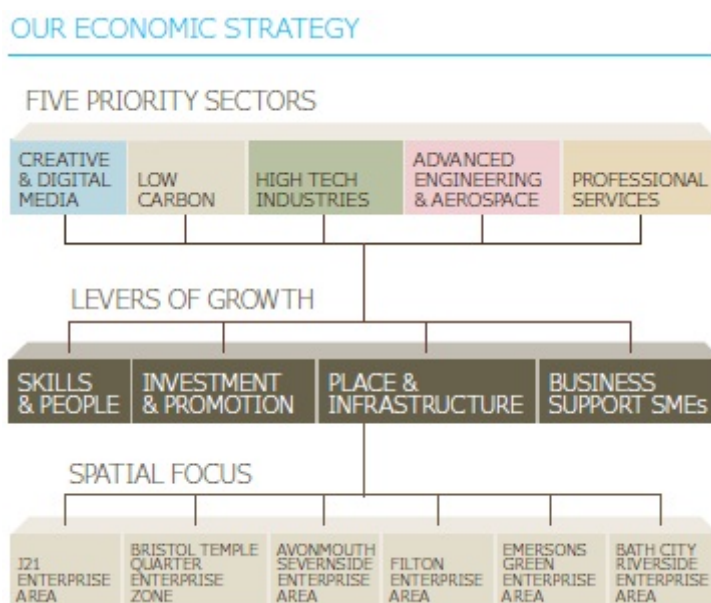 OUR ECONOMIC STRATEGY
FIVE PRIORITY SECTORS
CREATIVE
& DIGITAL
MEDIA
LOW
CARBON
HIGH TECH
INDUSTRIES
ADVANCED
ENGINEERING
& AEROSPACE
PROFESSIONAL
SERVICES
LEVERS OF GROWTH
SKILLS
& PEOPLE
INVESTMENT
& PROMOTION
PLACE &
INFRASTRUCTURE
BUSINESS
SUPPORT SMEs
SPATIAL FOCUS
J21
ENTERPRISE
AREA
BRISTOL TEMPLE
QUARTER
ENTERPRISE
ZONE
AVONMOUTH
SEVERNSIDE
ENTERPRISE
AREA
FILTON
ENTERPRISE
AREA
EMERSONS
GREEN
ENTERPRISE
AREA
BATH CITY
RIVERSIDE
ENTERPRISE
AREA